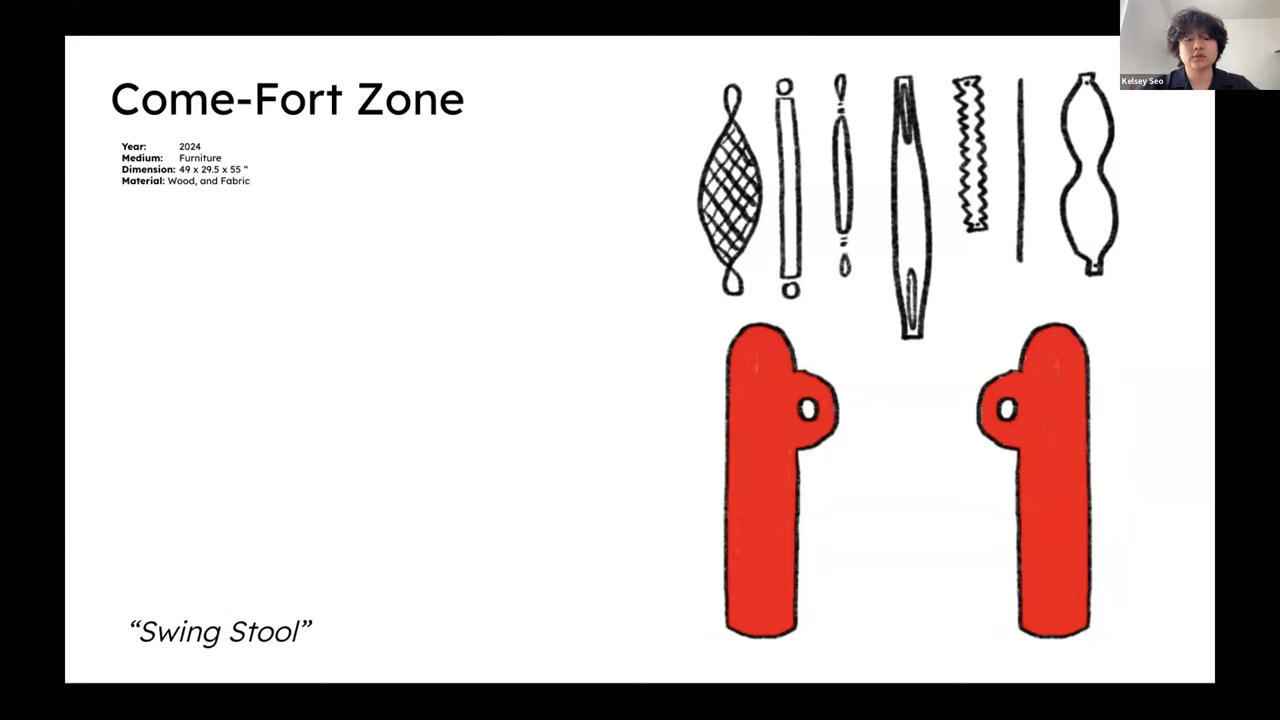 Come-Fort Zone
Year: 2024
Medium: Furniture
Dimension: 49 x 29.5 x 55 “
Material: Wood, and Fabric
“Swing Stool”
Kelsey Seo